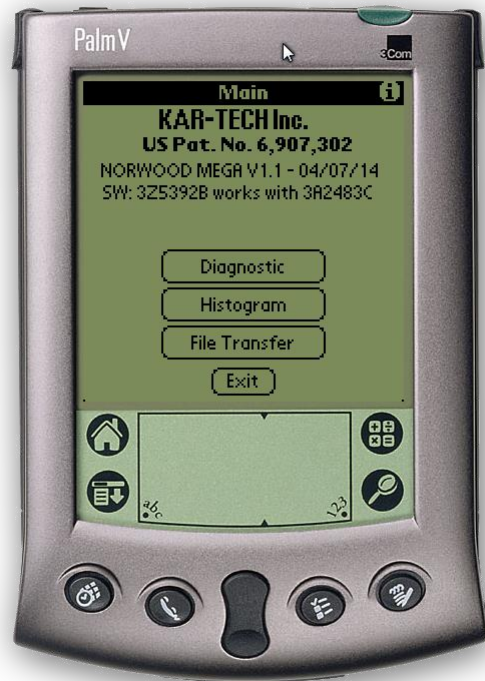 PalmV
3Com
Main
KAR-TECH Inc.
US Pat. No. 6,907,302
NORWOOD MEGA V1.1 - 04/07/14
SW: 3Z5392B works with 3A2483C
Diagnostic
Histogram
File Transfer
Exit
abc
123